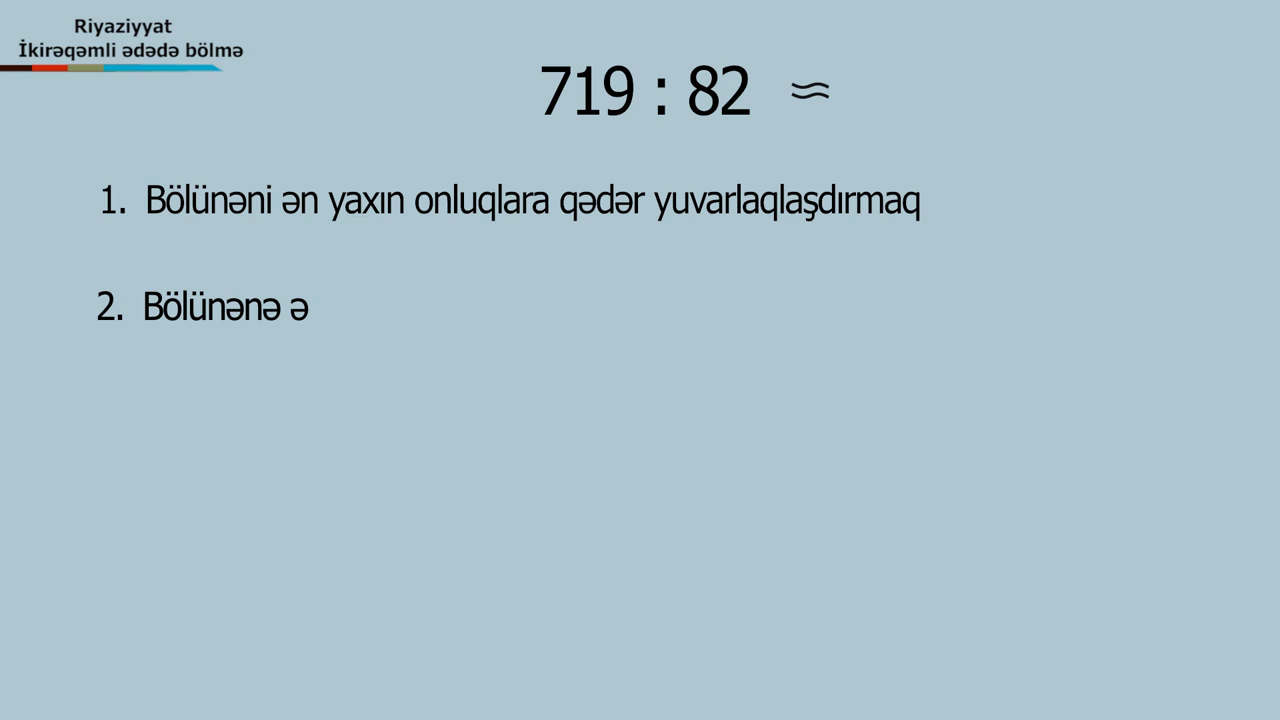 Riyaziyyat
İkirəqəmli ədədə bölmə
719 : 82 ≈
1. Bölünəni ən yaxın onluqlara qədər yuvarlaqlaşdırmaq
2. Bölünənə ə